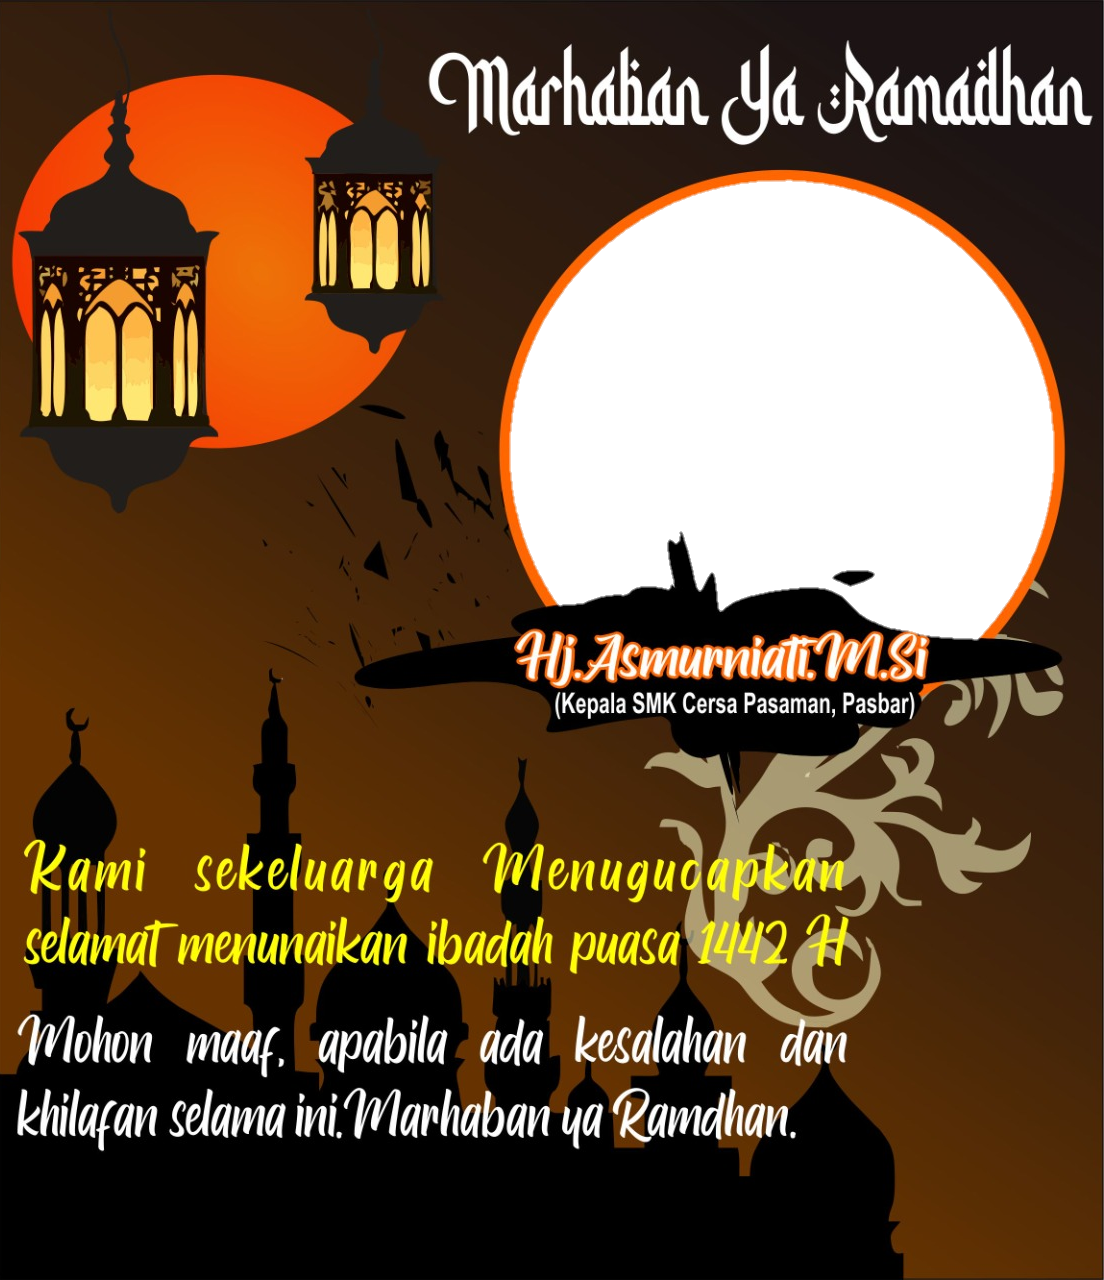 Marhaban Ya Ramadhan
Hj.Asmurniati.M.Si
(Kepala SMK Cersa Pasaman, Pasbar)
Kami sekeluarga Menugucapkan
selamat menunaikan ibadah puasa 1442 H
Mohon maaf, apabila ada kesalahan dan
khilafan selama ini. Marhaban ya Ramdhan.